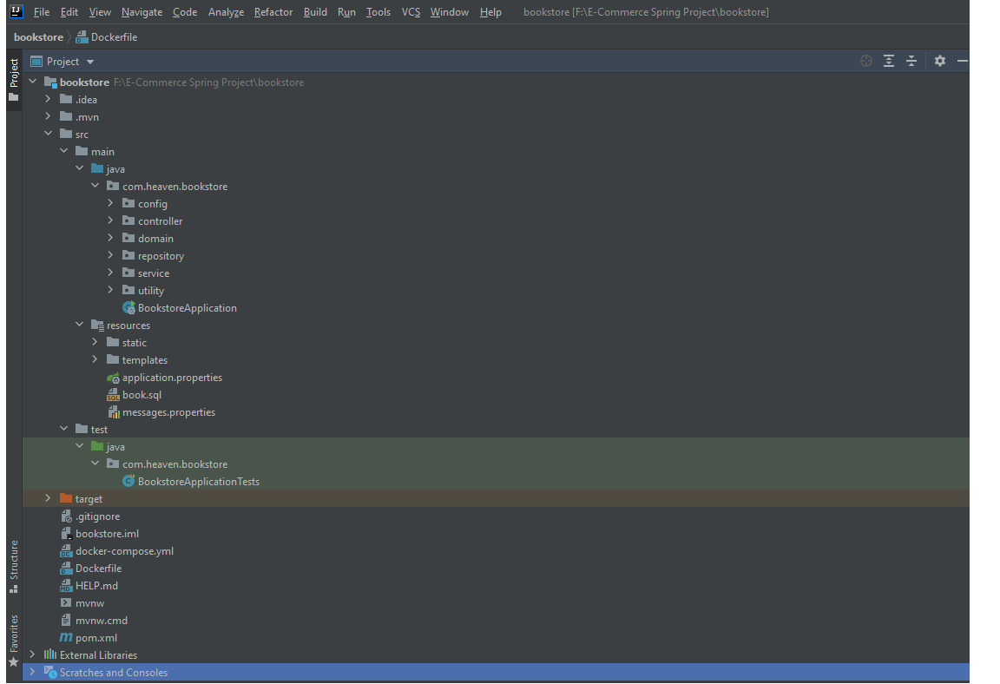 IJ File Edit View Navigate Code Analyze Refactor Build Run Tools VCS Window Help bookstore [F:\E-Commerce Spring Project\bookstore]
bookstore Dockerfile
Project
Project
bookstore F:\E-Commerce Spring Project\bookstore
.idea
.mvn
src
main
java
com.heaven.bookstore
config
controller
domain
repository
service
utility
BookstoreApplication
resources
static
templates
application.properties
book.sql
messages.properties
test
java
com.heaven.bookstore
BookstoreApplicationTests
target
.gitignore
bookstore.iml
docker-compose.yml
Dockerfile
HELP.md
mvnw
mvnw.cmd
pom.xml
External Libraries
Scratches and Consoles
Structure
Favorites